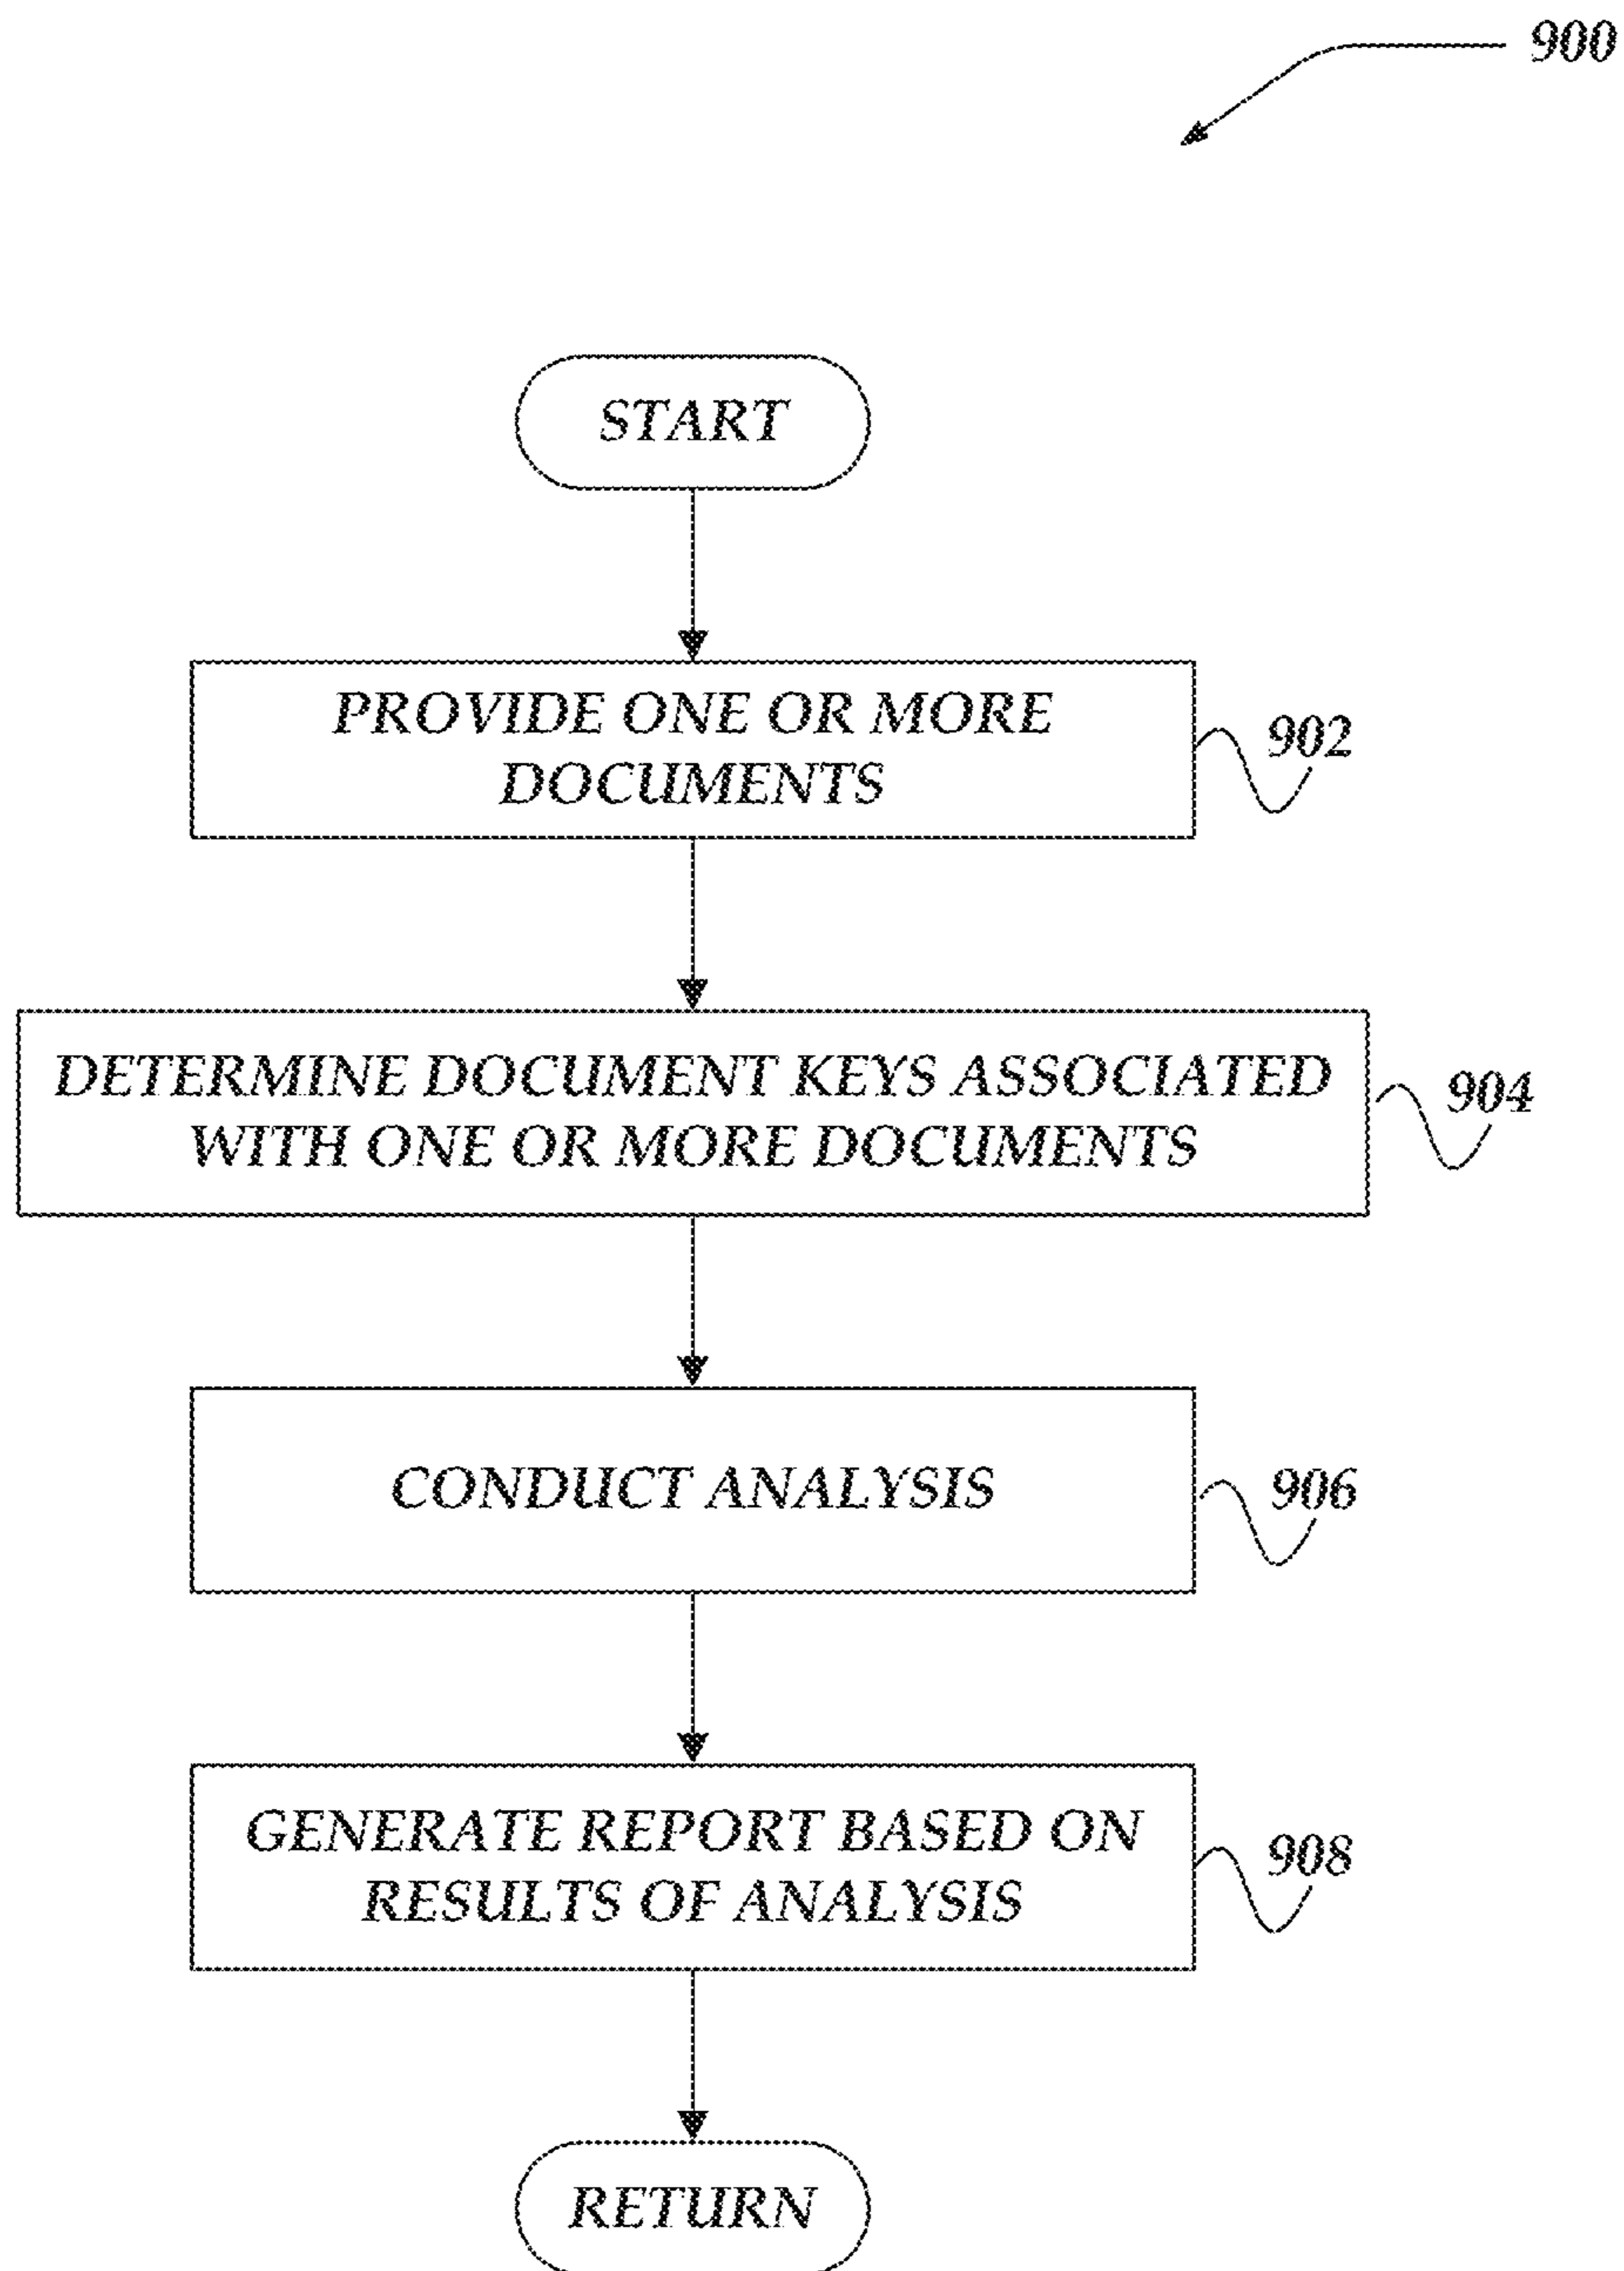 900
START
PROVIDE ONE OR MORE
DOCUMENTS
902
DETERMINE DOCUMENT KEYS ASSOCIATED
WITH ONE OR MORE DOCUMENTS
904
CONDUCT ANALYSIS
906
GENERATE REPORT BASED ON
RESULTS OF ANALYSIS
908
RETURN